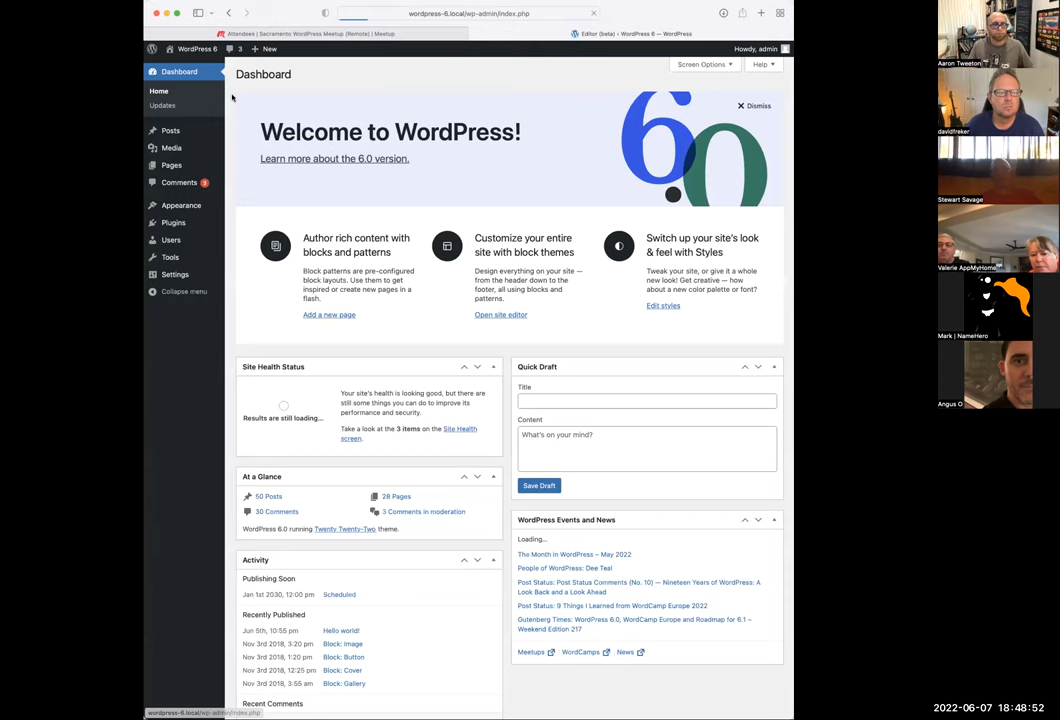 wordpress-6.local/wp-admin/index.php
Attendees | Sacramento WordPress Meetup (Remote) | Meetup
Editor (beta) ‹ WordPress 6 — WordPress
WordPress 6
3
New
Howdy, admin
Dashboard
Home
Updates
Posts
Media
Pages
Comments 3
Appearance
Plugins
Users
Tools
Settings
Collapse menu
Dashboard
Screen Options
Help
Dismiss
Welcome to WordPress!
Learn more about the 6.0 version.
6.0
Author rich content with
blocks and patterns
Block patterns are pre-configured
block layouts. Use them to get
inspired or create new pages in a
flash.
Add a new page
Customize your entire
site with block themes
Design everything on your site —
from the header down to the
footer, all using blocks and
patterns.
Open site editor
Switch up your site's look
& feel with Styles
Tweak your site, or give it a whole
new look! Get creative — how
about a new color palette or font?
Edit styles
Site Health Status
Results are still loading...
Your site's health is looking good, but there are
still some things you can do to improve its
performance and security.
Take a look at the 3 items on the Site Health
screen.
At a Glance
50 Posts
28 Pages
30 Comments
3 Comments in moderation
WordPress 6.0 running Twenty Twenty-Two theme.
Activity
Publishing Soon
Jan 1st 2030, 12:00 pm Scheduled
Recently Published
Jun 5th, 10:55 pm Hello world!
Nov 3rd 2018, 3:20 pm Block: Image
Nov 3rd 2018, 1:20 pm Block: Button
Nov 3rd 2018, 12:25 pm Block: Cover
Nov 3rd 2018, 3:55 am Block: Gallery
Recent Comments
Quick Draft
Title
Content
What's on your mind?
Save Draft
WordPress Events and News
Loading...
The Month in WordPress – May 2022
People of WordPress: Dee Teal
Post Status: Post Status Comments (No. 10) — Nineteen Years of WordPress: A
Look Back and a Look Ahead
Post Status: 9 Things I Learned from WordCamp Europe 2022
Gutenberg Times: WordPress 6.0, WordCamp Europe and Roadmap for 6.1 –
Weekend Edition 217
Meetups
WordCamps
News
wordpress-6.local/wp-admin/index.php
Aaron Tweeton
davidfreker
Stewart Savage
Valerie AppMyHome
Mark | NameHero
Angus O
2022-06-07 18:48:52